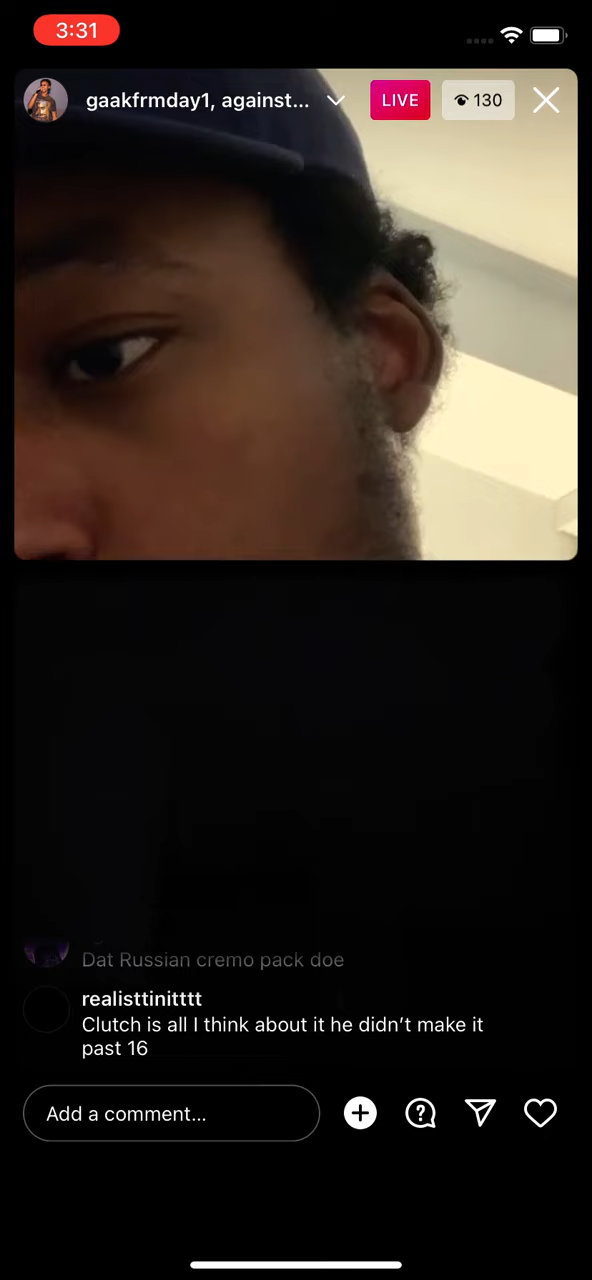 3:31
gaakfrmday1, against...
LIVE
130
Dat Russian cremo pack doe
realisttinitttt
Clutch is all I think about it he didn't make it
past 16
Add a comment...